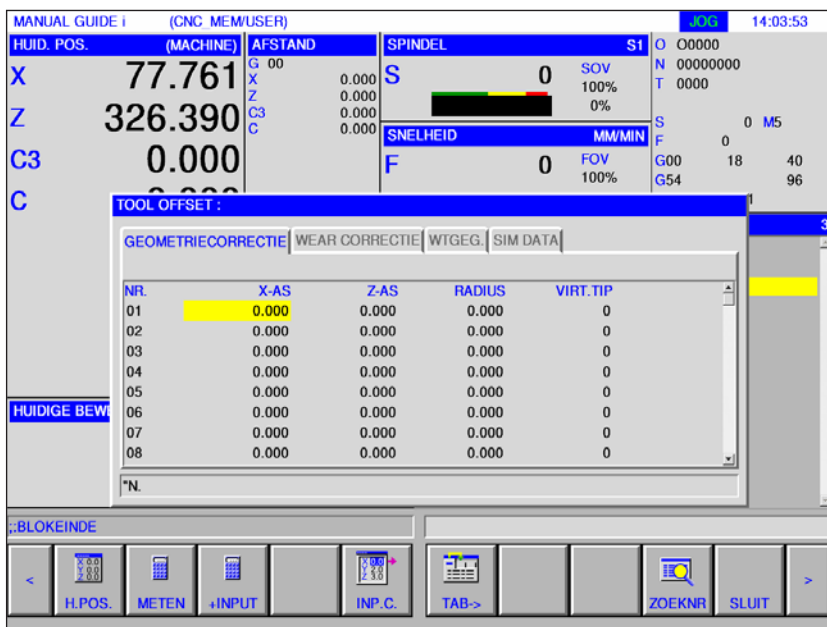 MANUAL GUIDE i (CNC_MEM/USER) JOG 14:03:53
HUID. POS. (MACHINE) AFSTAND SPINDEL S1 O O00000
G 00 N 00000000
X 77.761 X 0.000 S 0 SOV T 0000
Z 0.000 100%
Z 326.390 C3 0.000 0%
C 0.000 S 0 M5
SNELHEID MM/MIN F 0
C3 0.000 F 0 FOV G00 18 40
100% G54 96
C 1
TOOL OFFSET :
3
GEOMETRIECORRECTIE WEAR CORRECTIE WTGEG. SIM DATA
NR. X-AS Z-AS RADIUS VIRT.TIP
01 0.000 0.000 0.000 0
02 0.000 0.000 0.000 0
03 0.000 0.000 0.000 0
04 0.000 0.000 0.000 0
05 0.000 0.000 0.000 0
06 0.000 0.000 0.000 0
HUIDIGE BEWE
07 0.000 0.000 0.000 0
08 0.000 0.000 0.000 0
"N.
;:BLOKEINDE
< H.POS. METEN +INPUT INP.C. TAB-> ZOEKNR SLUIT >